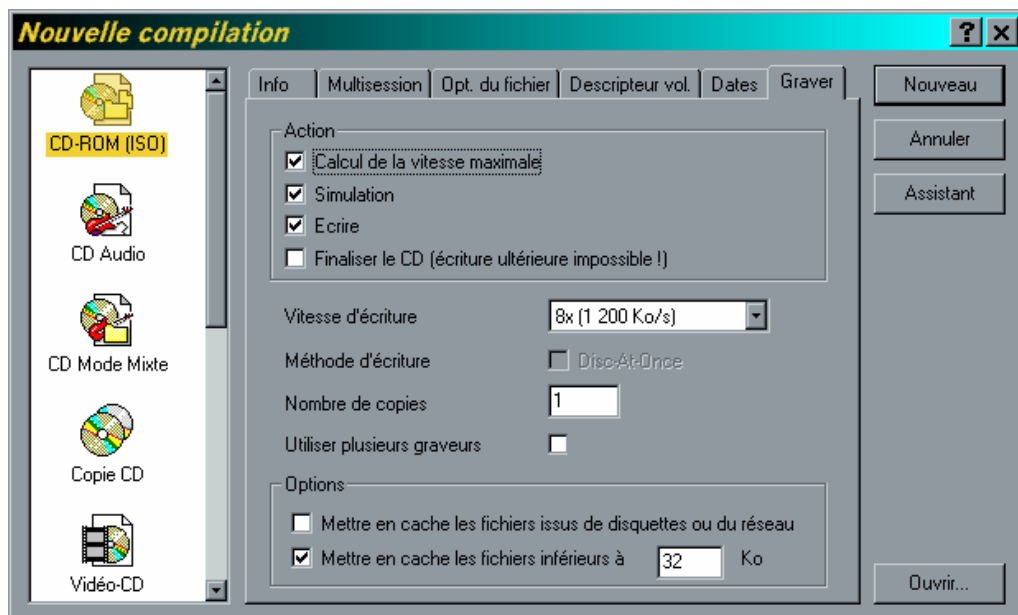 Nouvelle compilation
?
CD-ROM (ISO)
CD Audio
CD Mode Mixte
Copie CD
Vidéo-CD
Info
Multisession
Opt. du fichier
Descripteur vol.
Dates
Graver
Action
Calcul de la vitesse maximale
Simulation
Ecrire
Finaliser le CD (écriture ultérieure impossible !)
Vitesse d'écriture
8x (1 200 Ko/s)
Méthode d'écriture
Disc-At-Once
Nombre de copies
1
Utiliser plusieurs graveurs
Options
Mettre en cache les fichiers issus de disquettes ou du réseau
Mettre en cache les fichiers inférieurs à 32 Ko
Nouveau
Annuler
Assistant
Ouvrir...